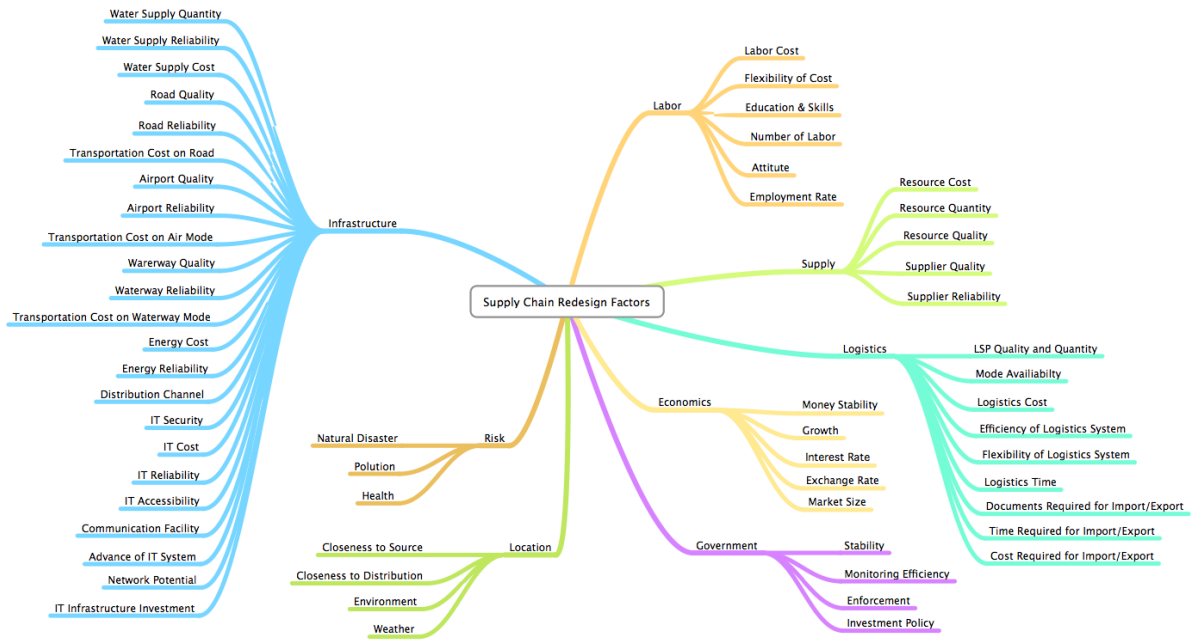 Supply Chain Redesign Factors
Infrastructure
Water Supply Quantity
Water Supply Reliability
Water Supply Cost
Road Quality
Road Reliability
Transportation Cost on Road
Airport Quality
Airport Reliability
Transportation Cost on Air Mode
Warerway Quality
Waterway Reliability
Transportation Cost on Waterway Mode
Energy Cost
Energy Reliability
Distribution Channel
IT Security
IT Cost
IT Reliability
IT Accessibility
Communication Facility
Advance of IT System
Network Potential
IT Infrastructure Investment
Labor
Labor Cost
Flexibility of Cost
Education & Skills
Number of Labor
Attitute
Employment Rate
Supply
Resource Cost
Resource Quantity
Resource Quality
Supplier Quality
Supplier Reliability
Logistics
LSP Quality and Quantity
Mode Availiabilty
Logistics Cost
Efficiency of Logistics System
Flexibility of Logistics System
Logistics Time
Documents Required for Import/Export
Time Required for Import/Export
Cost Required for Import/Export
Economics
Money Stability
Growth
Interest Rate
Exchange Rate
Market Size
Government
Stability
Monitoring Efficiency
Enforcement
Investment Policy
Risk
Natural Disaster
Polution
Health
Location
Closeness to Source
Closeness to Distribution
Environment
Weather